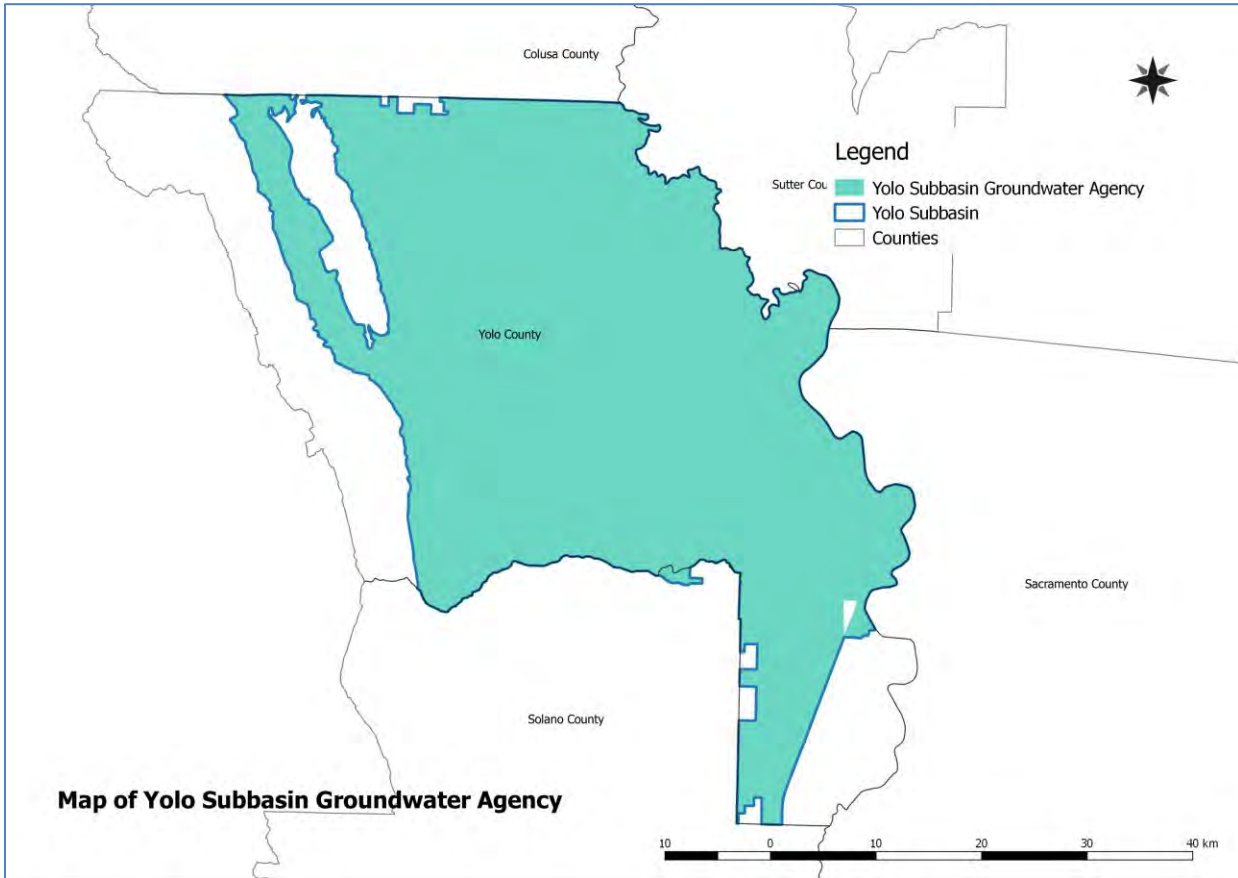 Colusa County
Legend
Sutter Cou
Yolo Subbasin Groundwater Agency
Yolo Subbasin
Counties
Yolo County
Sacramento County
Solano County
Map of Yolo Subbasin Groundwater Agency
10 0 10 20 30 40 km